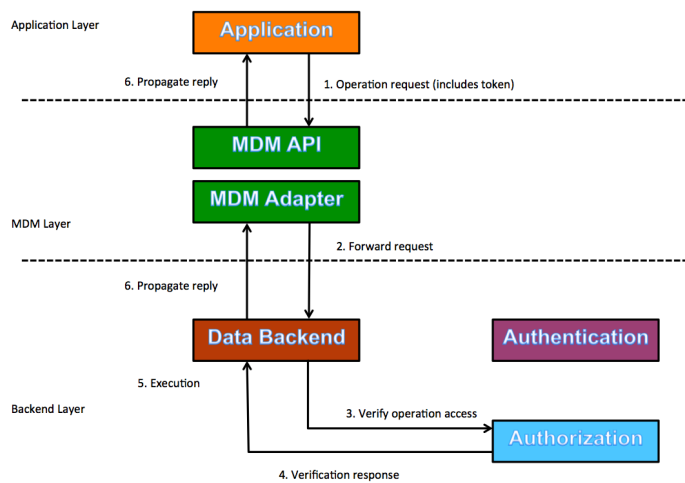 Application Layer
Application
6. Propagate reply
1. Operation request (includes token)
MDM API
MDM Adapter
MDM Layer
2. Forward request
6. Propagate reply
Data Backend
Authentication
5. Execution
3. Verify operation access
Backend Layer
Authorization
4. Verification response